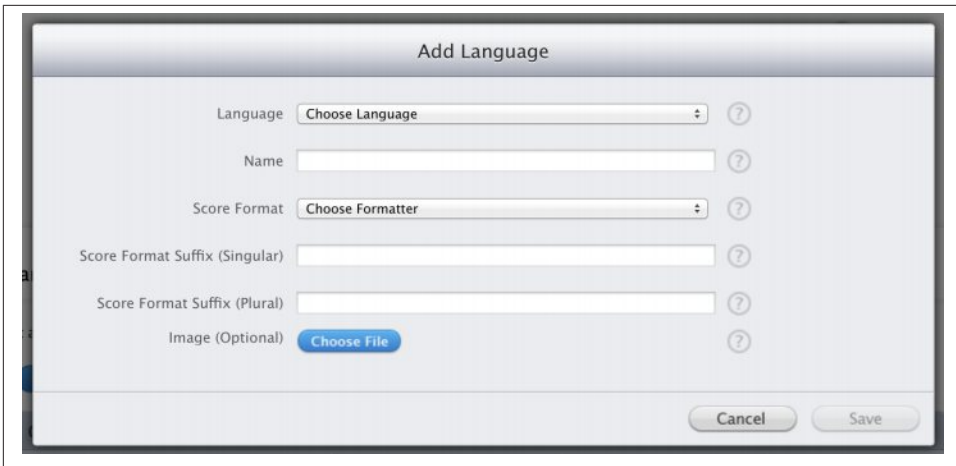 Add Language
Language Choose Language ?
Name ?
Score Format Choose Formatter ?
Score Format Suffix (Singular) ?
Score Format Suffix (Plural) ?
Image (Optional) Choose File ?
Cancel Save